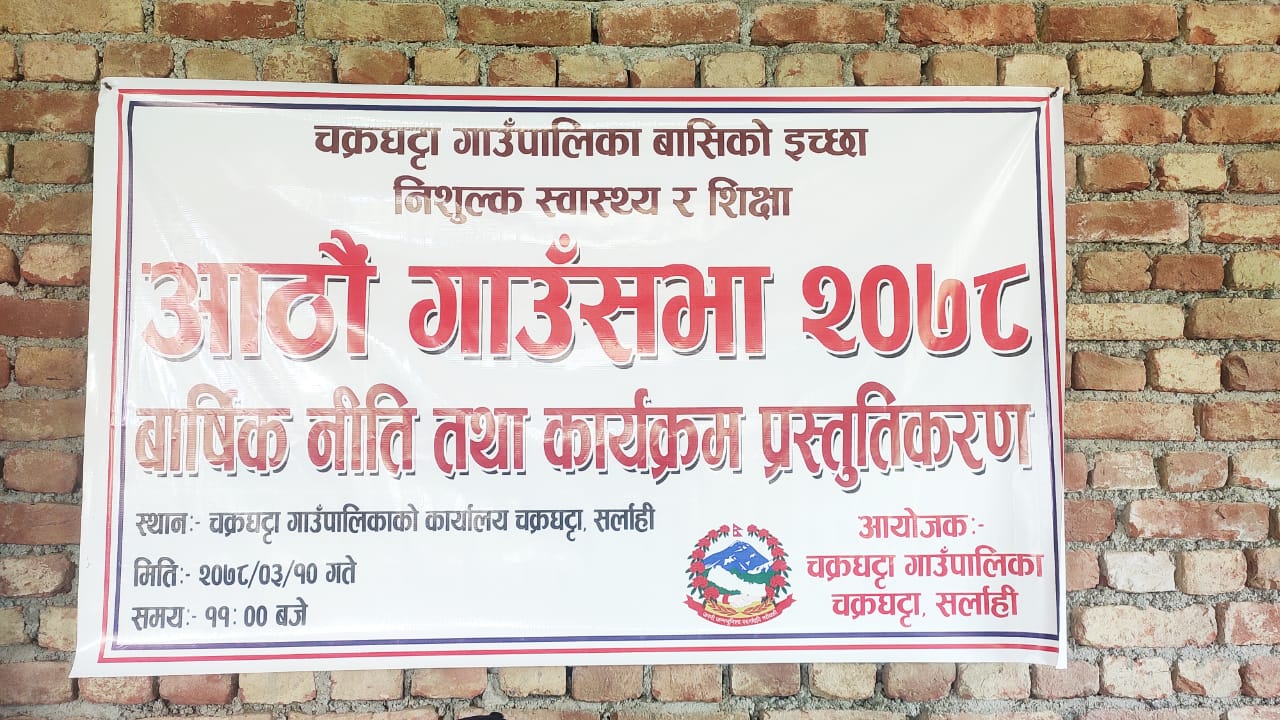 चक्रघट्टा गाउँपालिका बासिको इच्छा
निशुल्क स्वास्थ्य र शिक्षा
आठौं गाउँसभा २०७८
बार्षिक नीति तथा कार्यक्रम प्रस्तुतिकरण
स्थानः- चक्रघट्टा गाउँपालिकाको कार्यालय चक्रघट्टा, सर्लाही
मितिः- २०७८/०३/१० गते
समयः- ११ः ०० बजे
आयोजकः-
चक्रघट्टा गाउँपालिका
चक्रघट्टा, सर्लाही